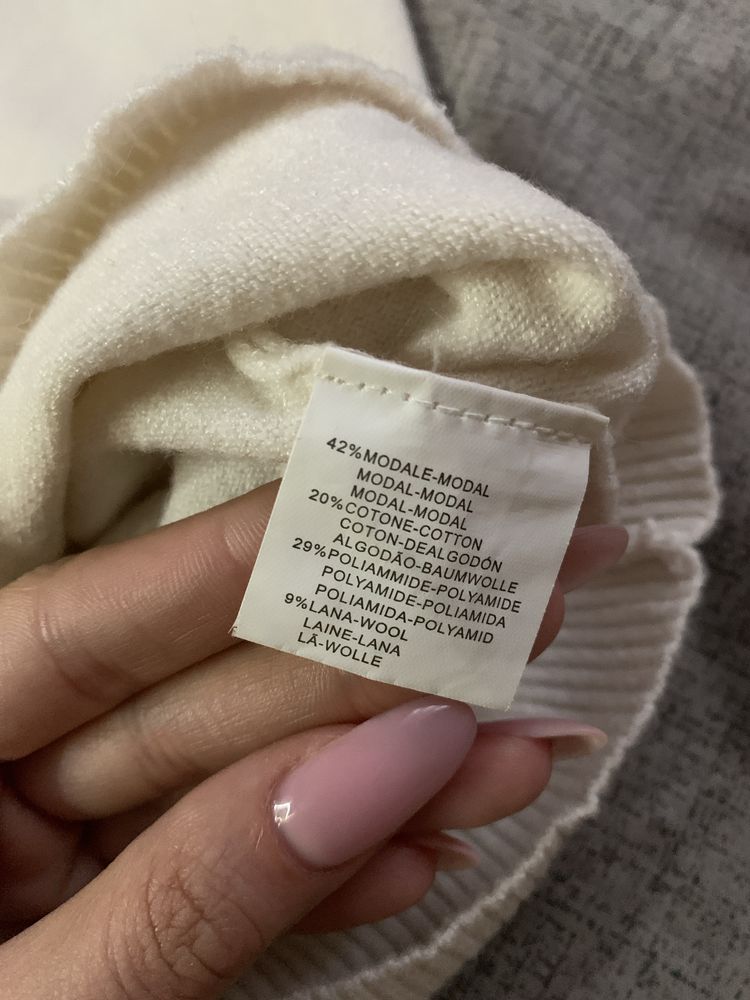 42%MODALE-MODAL
MODAL-MODAL
MODAL-MODAL
20%COTONE-COTTON
COTON-DEALGODÓN
ALGODÃO-BAUMWOLLE
29%POLIAMMIDE-POLYAMIDE
POLYAMIDE-POLIAMIDA
POLIAMIDA-POLYAMID
9%LANA-WOOL
LAINE-LANA
LÃ-WOLLE